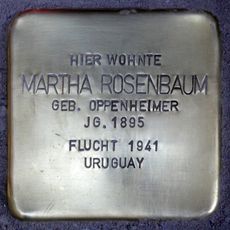 HIER WOHNTE
MARTHA ROSENBAUM
GEB. OPPENHEIMER
JG. 1895
FLUCHT 1941
URUGUAY